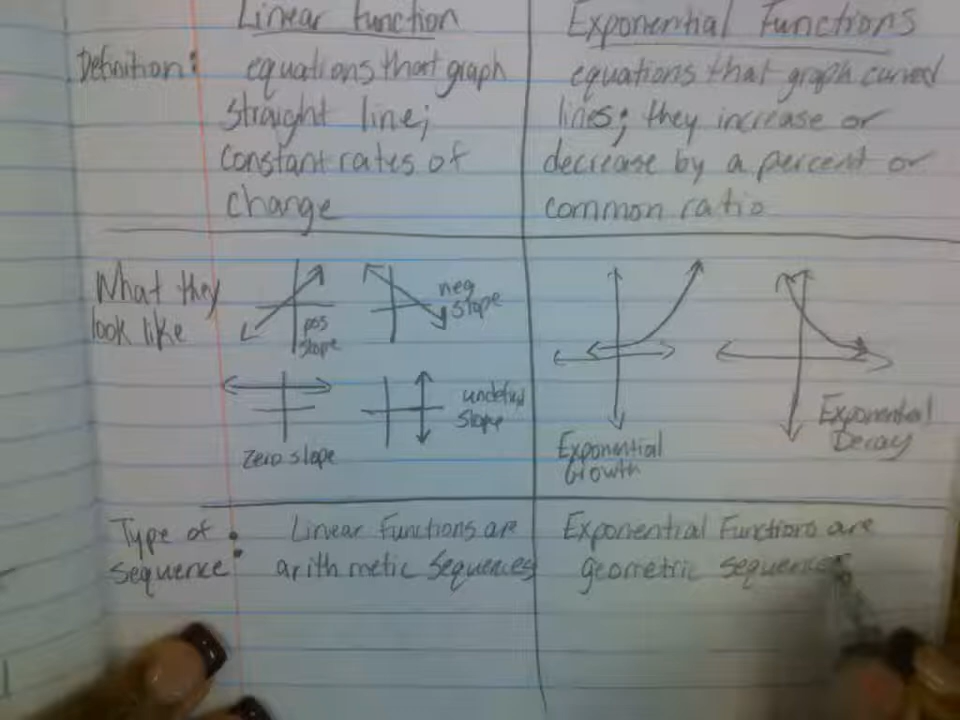 Linear Function
Exponential Functions
Definition:
equations that graph
straight line;
constant rates of
change
equations that graph curved
lines; they increase or
decrease by a percent or
common ratio
What they
look like
pos
slope
neg
slope
zero slope
slope
Exponential
Growth
Exponential
Decay
Type of
Sequence:
Linear Functions are
arithmetic sequences
Exponential Functions are
geometric